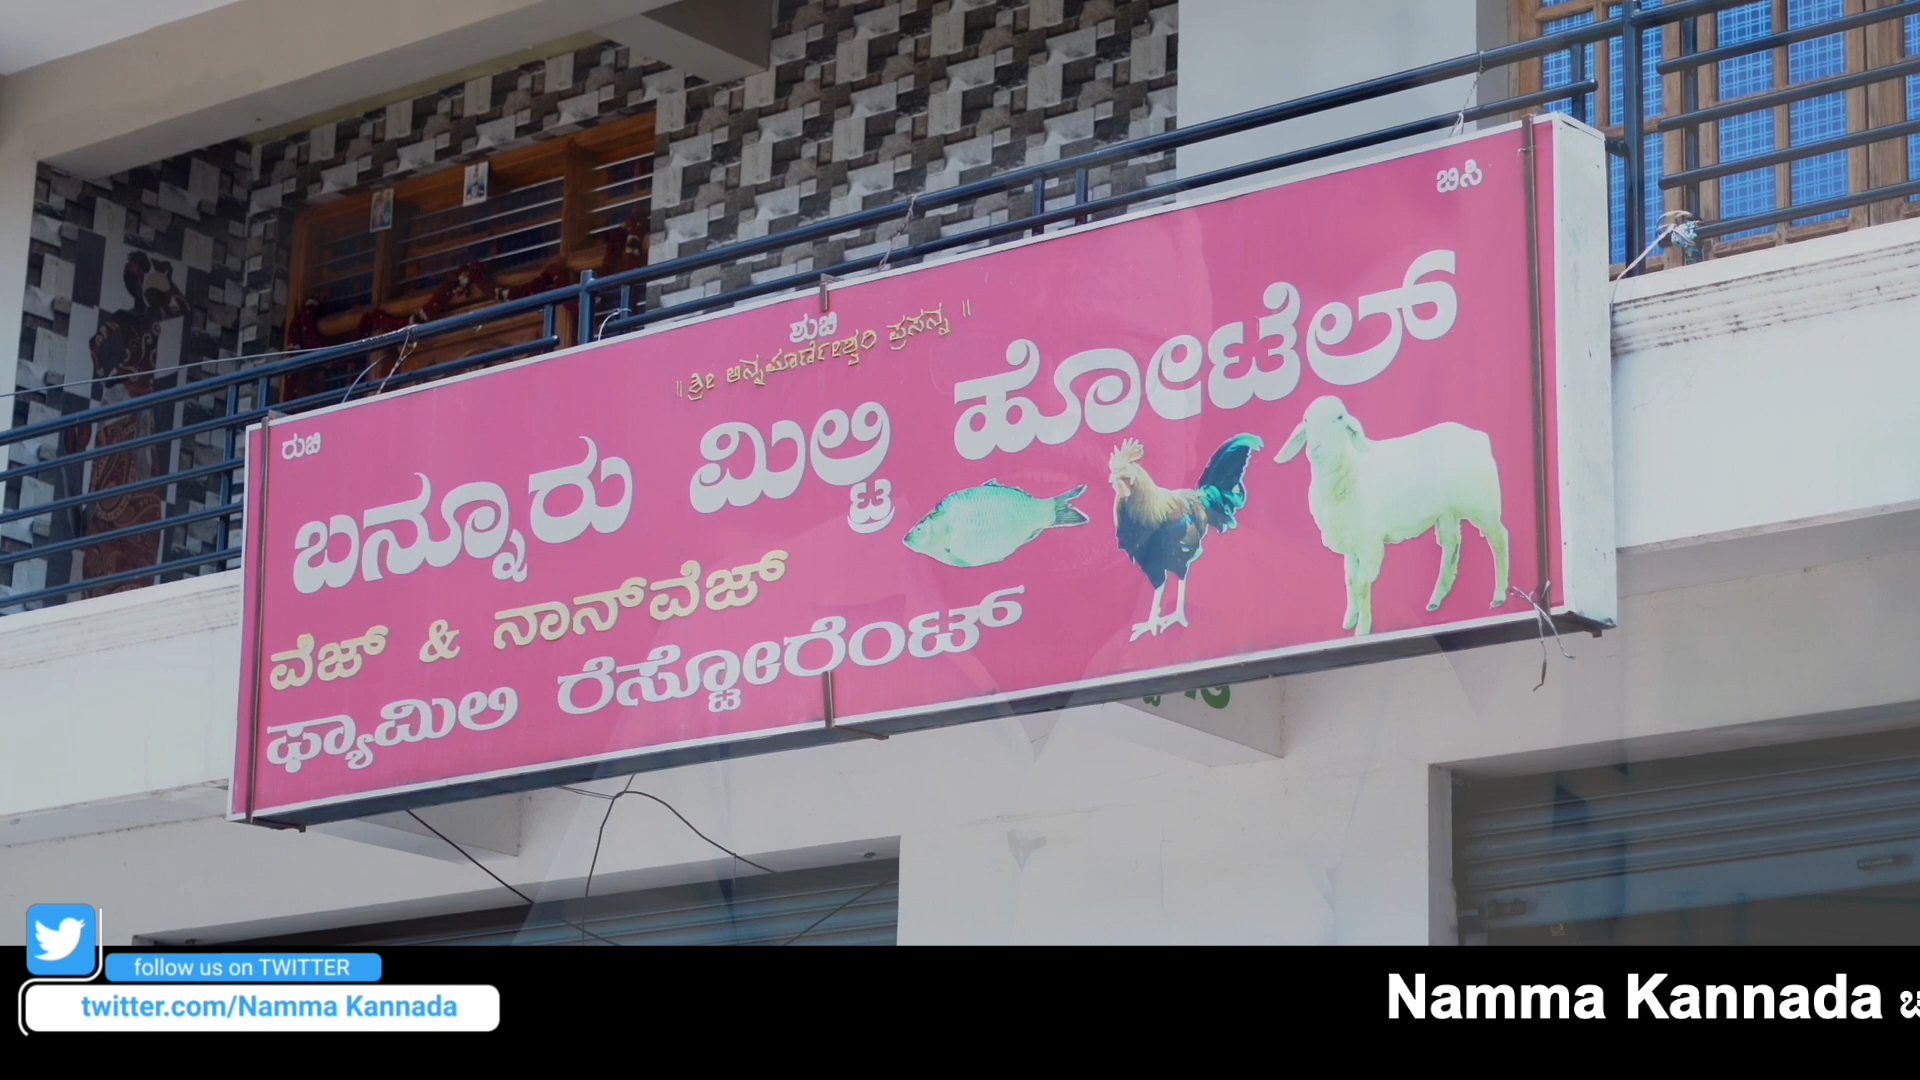 ಬಿಸಿ
ಶುಚಿ
॥ ಶ್ರೀ ಅನ್ನಪೂರ್ಣೇಶ್ವರಿ ಪ್ರಸನ್ನ ॥
ರುಚಿ
ಬನ್ನೂರು ಮಿಲ್ಟ್ರಿ ಹೋಟೆಲ್
ವೆಜ್ & ನಾನ್‌ವೆಜ್
ಫ್ಯಾಮಿಲಿ ರೆಸ್ಟೋರೆಂಟ್
follow us on TWITTER
twitter.com/Namma Kannada
Namma Kannada